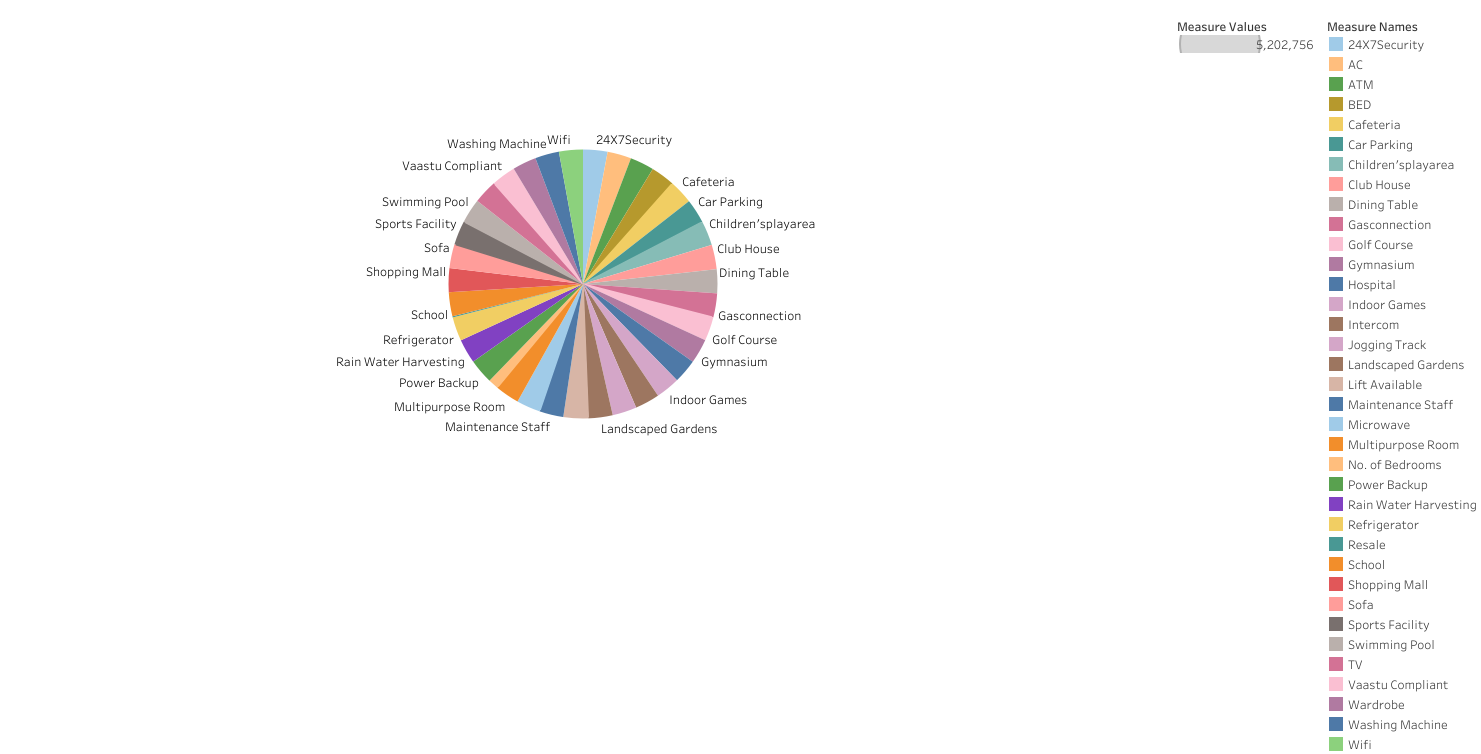 Measure Values
5,202,756
Measure Names
24X7Security
AC
ATM
BED
Cafeteria
Car Parking
Children'splayarea
Club House
Dining Table
Gasconnection
Golf Course
Gymnasium
Hospital
Indoor Games
Intercom
Jogging Track
Landscaped Gardens
Lift Available
Maintenance Staff
Microwave
Multipurpose Room
No. of Bedrooms
Power Backup
Rain Water Harvesting
Refrigerator
Resale
School
Shopping Mall
Sofa
Sports Facility
Swimming Pool
TV
Vaastu Compliant
Wardrobe
Washing Machine
Wifi
24X7Security
Cafeteria
Car Parking
Children'splayarea
Club House
Dining Table
Gasconnection
Golf Course
Gymnasium
Indoor Games
Landscaped Gardens
Maintenance Staff
Multipurpose Room
Power Backup
Rain Water Harvesting
Refrigerator
School
Shopping Mall
Sofa
Sports Facility
Swimming Pool
Vaastu Compliant
Washing Machine
Wifi